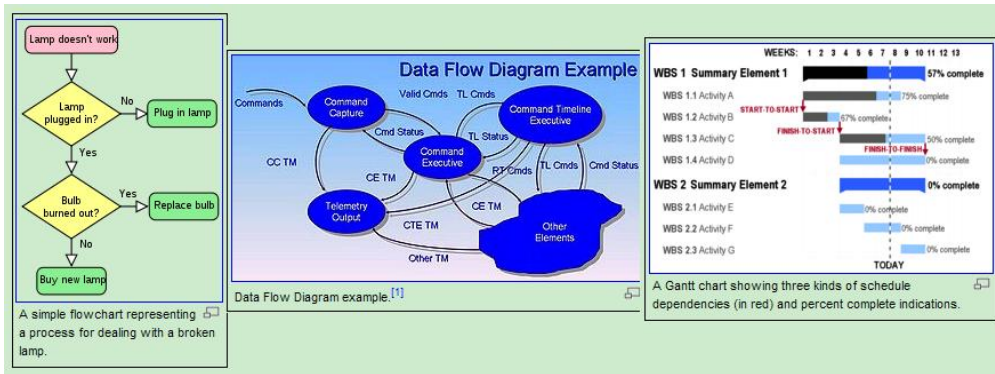 Lamp doesn't work
Lamp
plugged in?
No
Plug in lamp
Yes
Bulb
burned out?
Yes
Replace bulb
No
Buy new lamp
A simple flowchart representing
a process for dealing with a broken
lamp.
Data Flow Diagram Example
Commands
Command
Capture
Valid Cmds
TL Cmds
Command Timeline
Executive
Cmd Status
TL Status
Command
Executive
CC TM
CE TM
RT Cmds
TL Cmds
Cmd Status
Telemetry
Output
CE TM
CTE TM
Other
Elements
Other TM
Data Flow Diagram example.[1]
WEEKS: 1 2 3 4 5 6 7 8 9 10 11 12 13
WBS 1 Summary Element 1 57% complete
WBS 1.1 Activity A 75% complete
START-TO-START
WBS 1.2 Activity B 67% complete
FINISH-TO-START
WBS 1.3 Activity C 50% complete
FINISH-TO-FINISH
WBS 1.4 Activity D 0% complete
WBS 2 Summary Element 2 0% complete
WBS 2.1 Activity E 0% complete
WBS 2.2 Activity F 0% complete
WBS 2.3 Activity G 0% complete
TODAY
A Gantt chart showing three kinds of schedule
dependencies (in red) and percent complete indications.